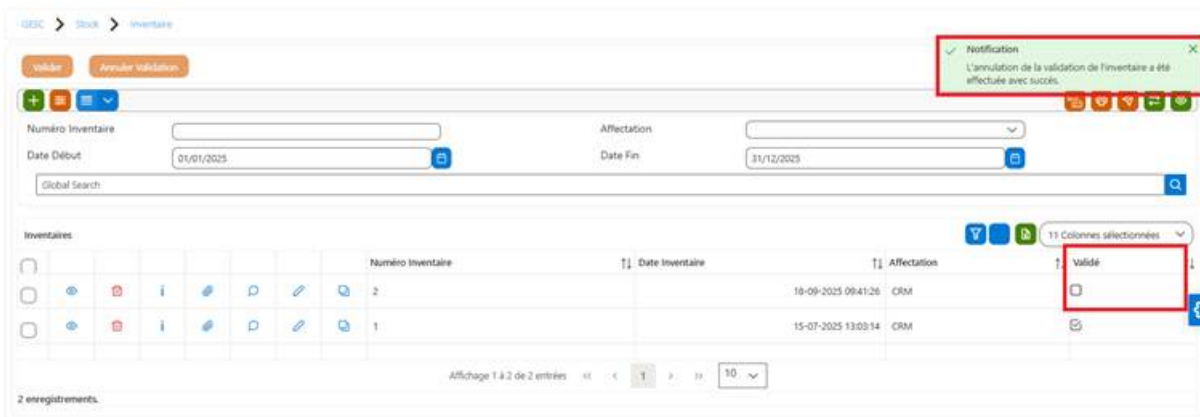 GESC > Stock > Inventaire
Notification
L'annulation de la validation de l'inventaire a été
effectuée avec succès.
Valider Annuler Validation
Numéro Inventaire Affectation
Date Début 01/01/2025 Date Fin 31/12/2025
Global Search
Inventaires 11 Colonnes sélectionnées
Numéro Inventaire Date Inventaire Affectation Validé
2 18-09-2025 09:41:26 CRM
1 15-07-2025 13:03:14 CRM
Affichage 1 à 2 de 2 entrées << < 1 > >> 10
2 enregistrements.